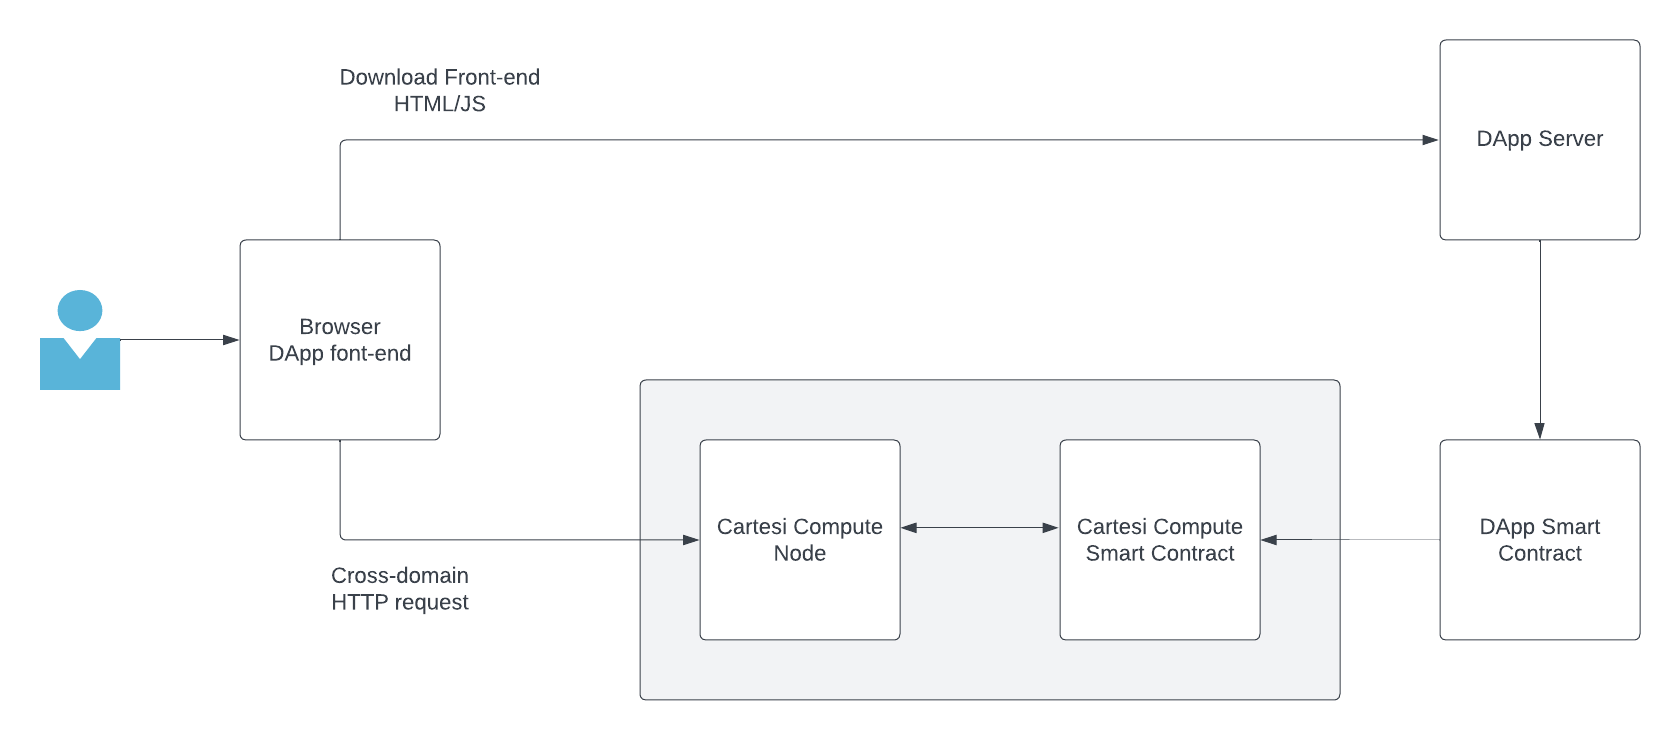 Download Front-end
HTML/JS
DApp Server
Browser
DApp font-end
Cartesi Compute
Node
Cartesi Compute
Smart Contract
DApp Smart
Contract
Cross-domain
HTTP request